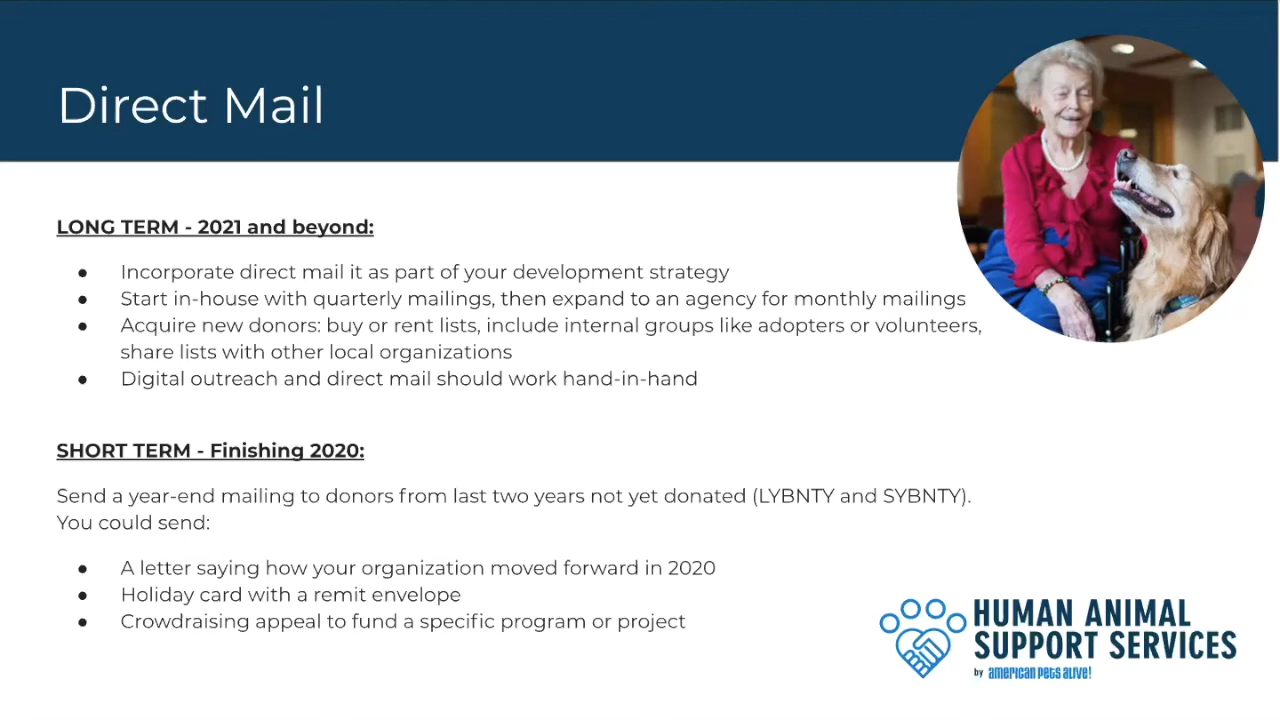 Direct Mail
LONG TERM - 2021 and beyond:
● Incorporate direct mail it as part of your development strategy
● Start in-house with quarterly mailings, then expand to an agency for monthly mailings
● Acquire new donors: buy or rent lists, include internal groups like adopters or volunteers,
share lists with other local organizations
● Digital outreach and direct mail should work hand-in-hand
SHORT TERM - Finishing 2020:
Send a year-end mailing to donors from last two years not yet donated (LYBNTY and SYBNTY).
You could send:
● A letter saying how your organization moved forward in 2020
● Holiday card with a remit envelope
● Crowdraising appeal to fund a specific program or project
HUMAN ANIMAL
SUPPORT SERVICES
by american pets alive!